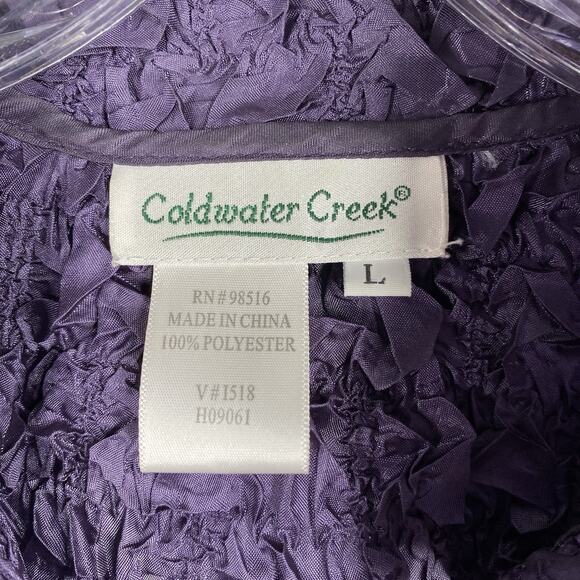 Coldwater Creek®
L
RN#98516
MADE IN CHINA
100% POLYESTER
V#I518
H09061